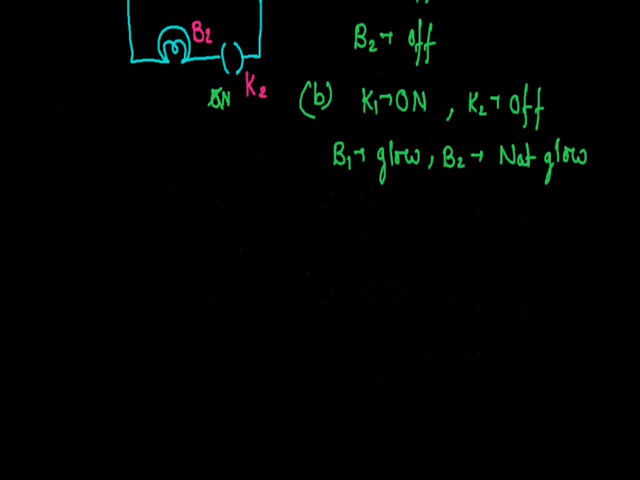 B2
B2→ off
K2
ON
(b) K1→ON , K2→ Off
B1→ glow, B2→ Not glow